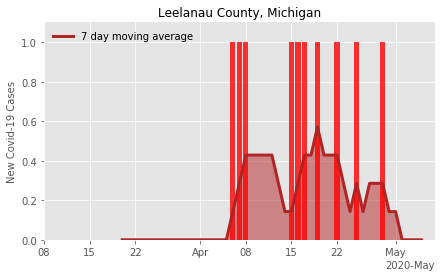 Leelanau County, Michigan
7 day moving average
New Covid-19 Cases
1.0
0.8
0.6
0.4
0.2
0.0
08 15 22 Apr 08 15 22 May
2020-May